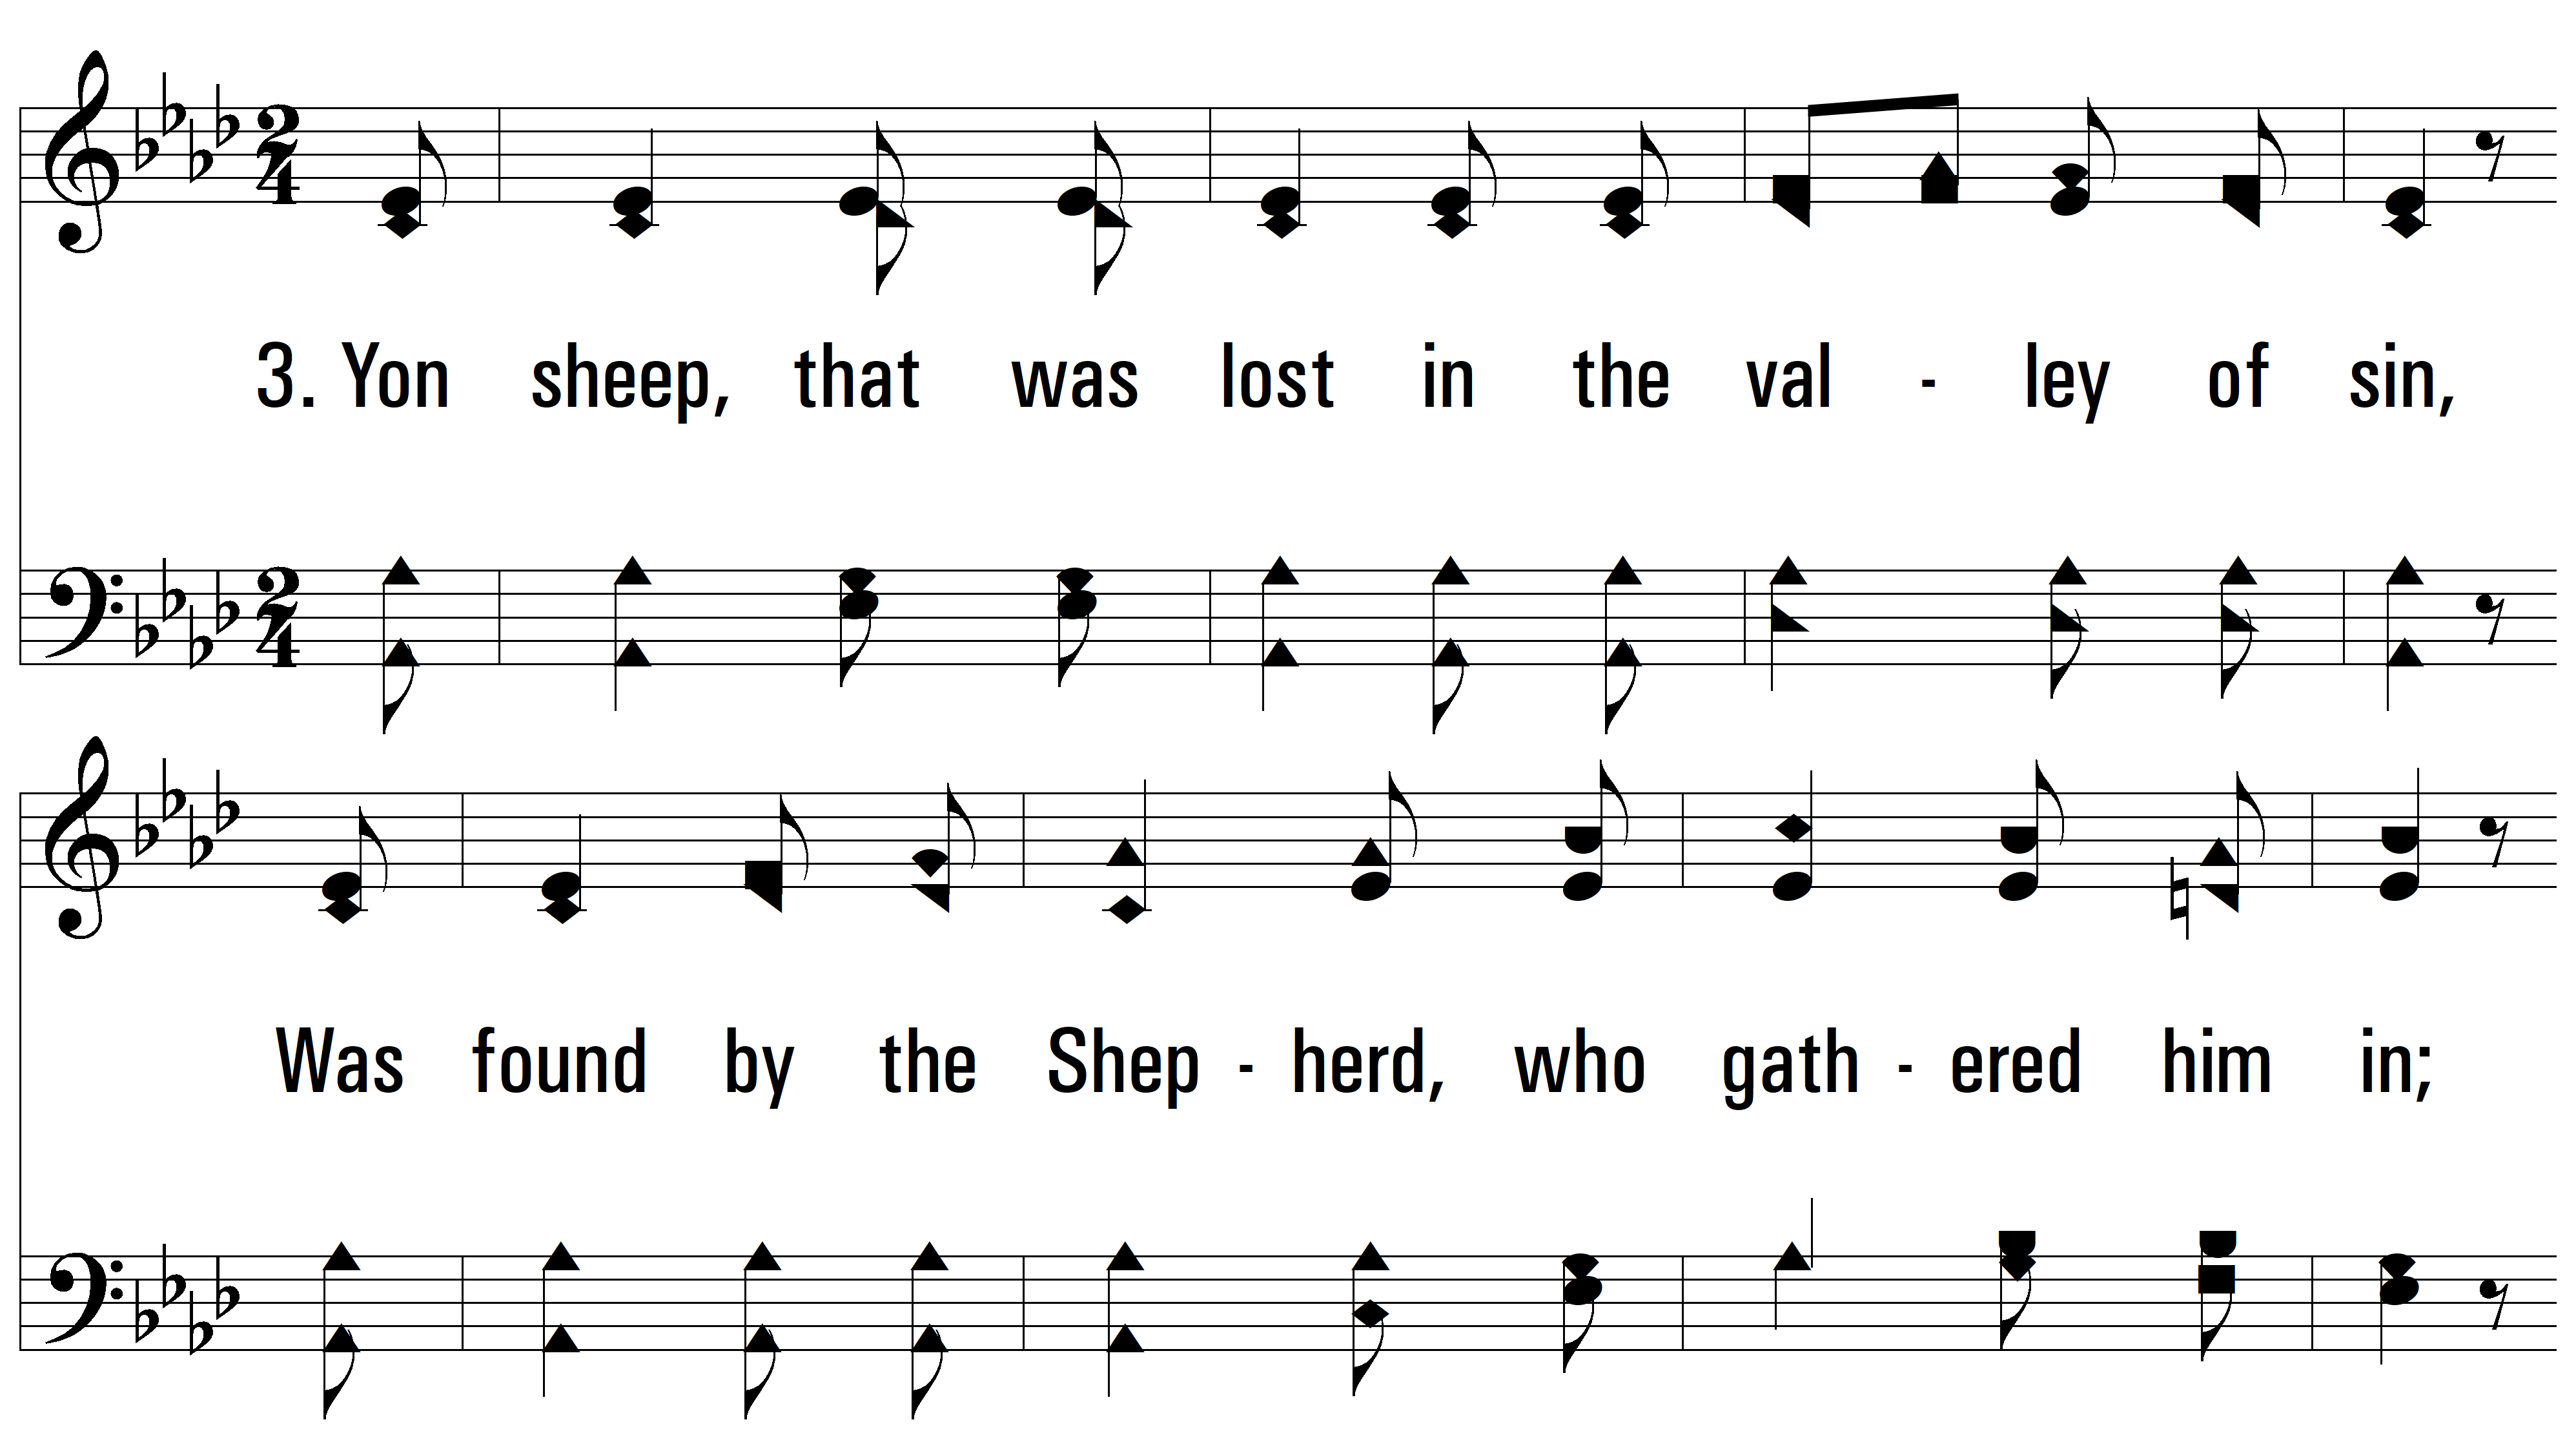 3. Yon sheep, that was lost in the val - ley of sin,
Was found by the Shep - herd, who gath - ered him in;